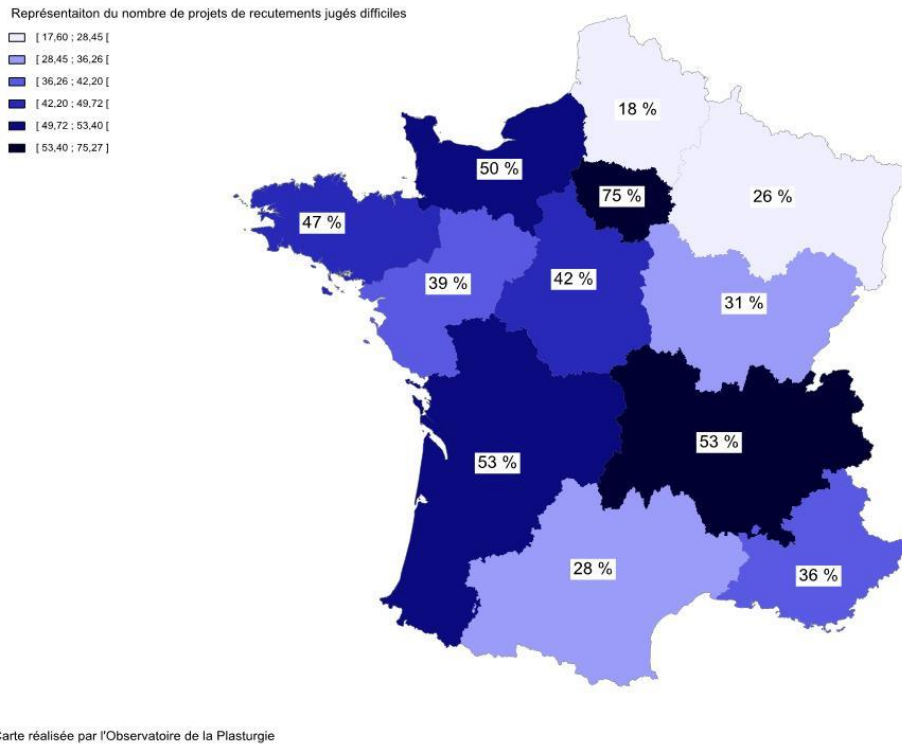 Représentaiton du nombre de projets de recutements jugés difficiles
[ 17,60 ; 28,45 [
[ 28,45 ; 36,26 [
[ 36,26 ; 42,20 [
[ 42,20 ; 49,72 [
[ 49,72 ; 53,40 [
[ 53,40 ; 75,27 ]
18 %
50 %
75 %
26 %
47 %
42 %
39 %
31 %
53 %
53 %
28 %
36 %
Carte réalisée par l'Observatoire de la Plasturgie